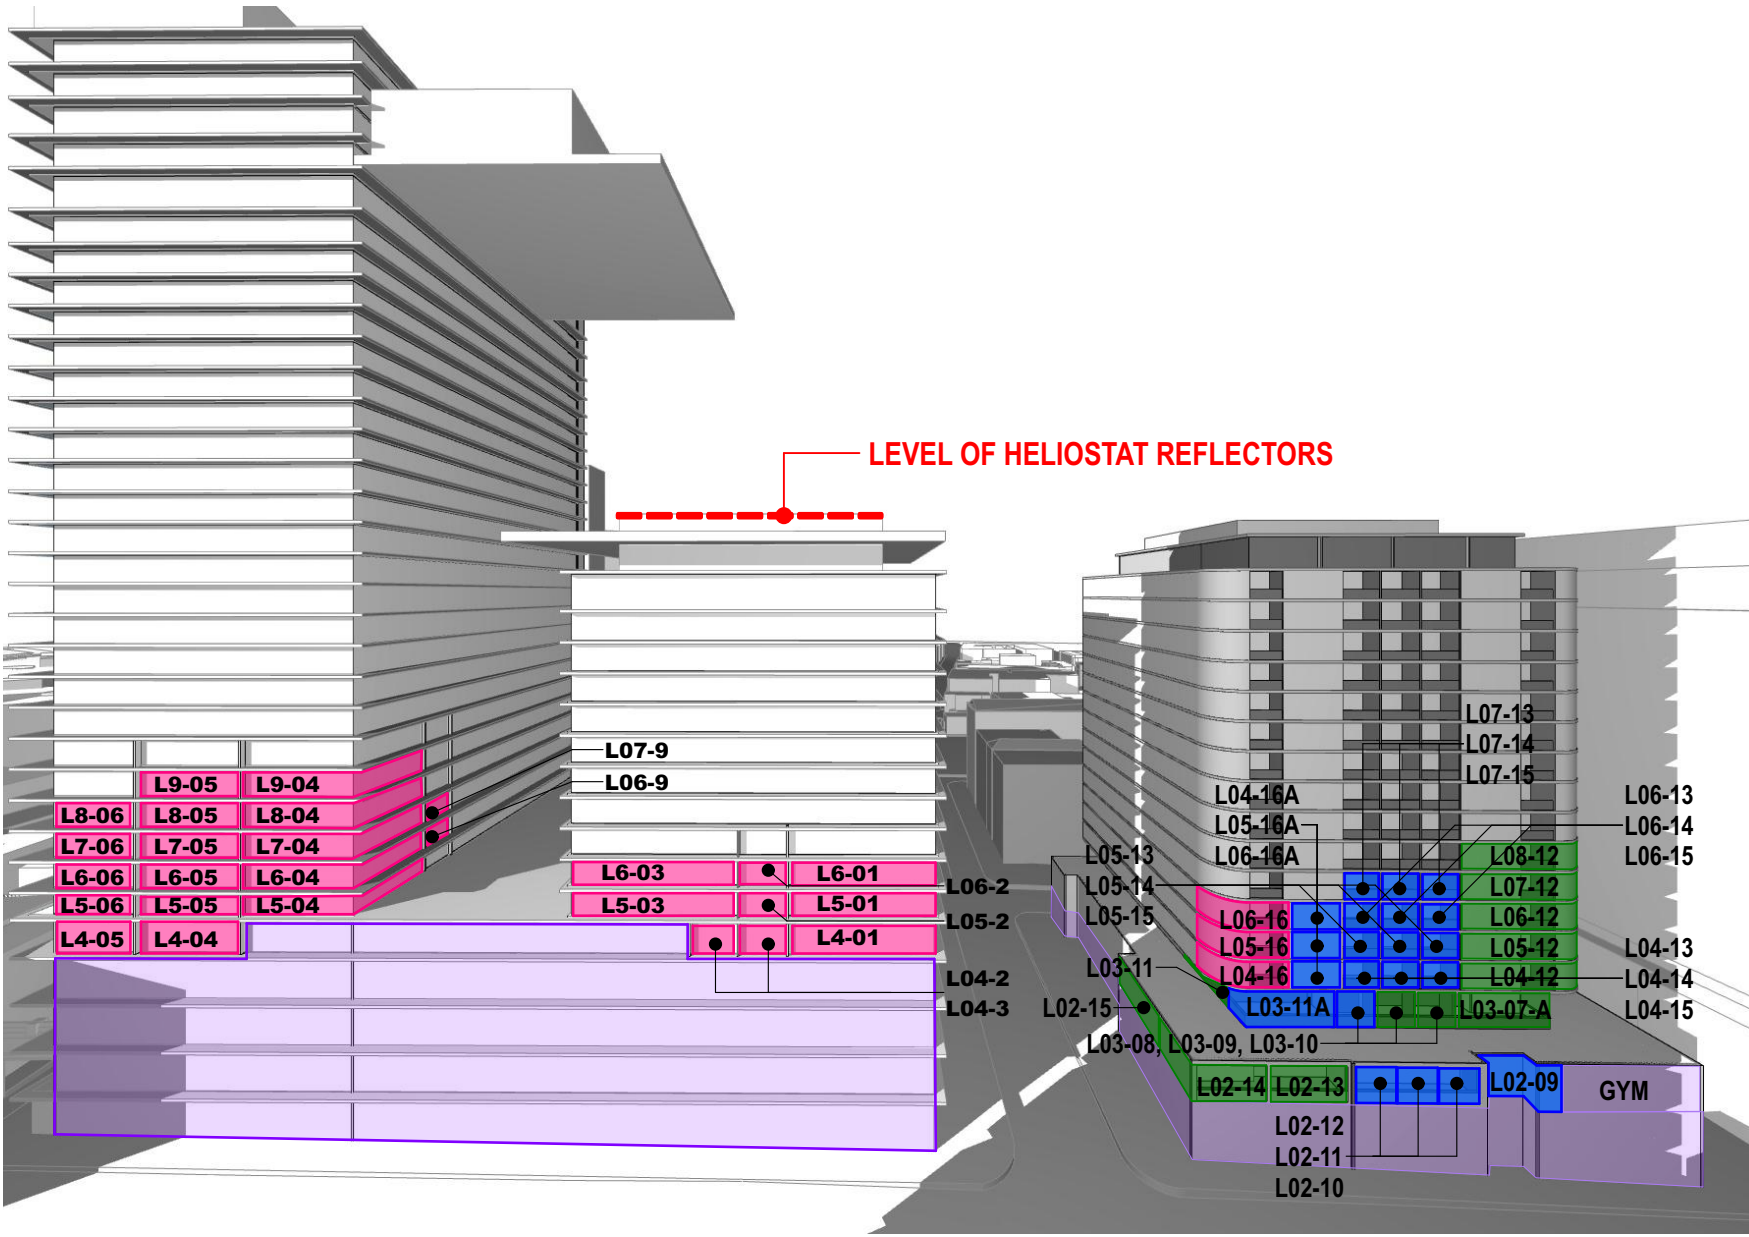 LEVEL OF HELIOSTAT REFLECTORS
L07-9
L06-9
L9-05 L9-04
L8-06 L8-05 L8-04
L7-06 L7-05 L7-04
L6-06 L6-05 L6-04
L5-06 L5-05 L5-04
L4-05 L4-04
L6-03 L6-01
L5-03 L5-01
L4-01
L06-2
L05-2
L04-2
L04-3
L07-13
L07-14
L07-15
L04-16A
L05-16A
L06-16A
L06-13
L06-14
L06-15
L05-13
L05-14
L05-15
L08-12
L07-12
L06-16 L06-12
L05-16 L05-12
L04-16 L04-12
L04-13
L04-14
L04-15
L03-11
L02-15
L03-11A L03-07-A
L03-08, L03-09, L03-10
L02-14 L02-13 L02-09 GYM
L02-12
L02-11
L02-10